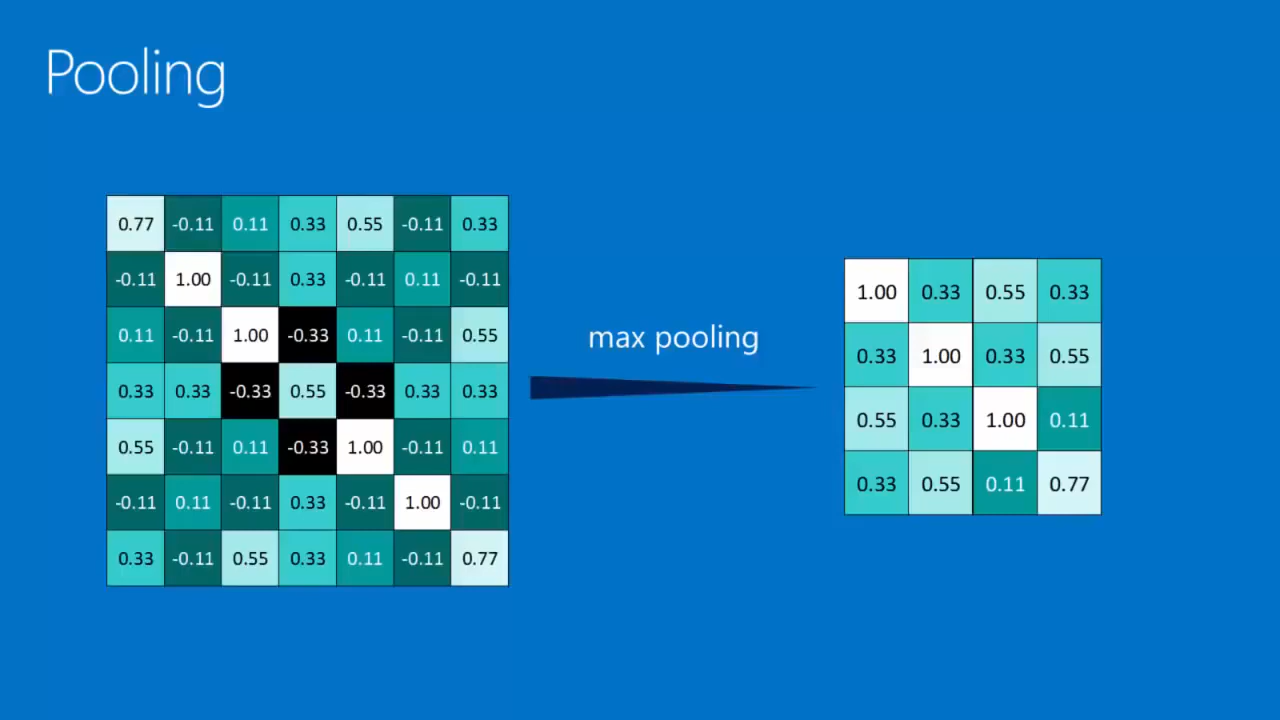 Pooling
0.77 -0.11 0.11 0.33 0.55 -0.11 0.33
-0.11 1.00 -0.11 0.33 -0.11 0.11 -0.11
0.11 -0.11 1.00 -0.33 0.11 -0.11 0.55
0.33 0.33 -0.33 0.55 -0.33 0.33 0.33
0.55 -0.11 0.11 -0.33 1.00 -0.11 0.11
-0.11 0.11 -0.11 0.33 -0.11 1.00 -0.11
0.33 -0.11 0.55 0.33 0.11 -0.11 0.77
max pooling
1.00 0.33 0.55 0.33
0.33 1.00 0.33 0.55
0.55 0.33 1.00 0.11
0.33 0.55 0.11 0.77